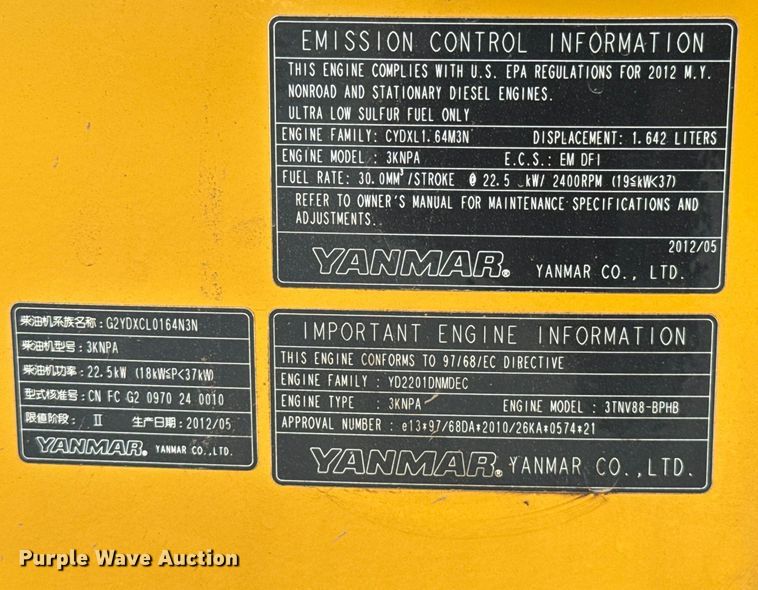 EMISSION CONTROL INFORMATION
THIS ENGINE COMPLIES WITH U.S. EPA REGULATIONS FOR 2012 M.Y.
NONROAD AND STATIONARY DIESEL ENGINES.
ULTRA LOW SULFUR FUEL ONLY
ENGINE FAMILY: CYDXL1.64M3N DISPLACEMENT: 1.642 LITERS
ENGINE MODEL : 3KNPA E.C.S.: EM DFI
FUEL RATE: 30.0MM³/STROKE @ 22.5 kW/ 2400RPM (19≦kW<37)
REFER TO OWNER'S MANUAL FOR MAINTENANCE SPECIFICATIONS AND
ADJUSTMENTS.
2012/05
YANMAR® YANMAR CO., LTD.
柴油机系族名称: G2YDXCL0164N3N
柴油机型号: 3KNPA
柴油机功率: 22.5kW (18kW≦P<37kW)
型式核准号: CN FC G2 0970 24 0010
限值阶段: Ⅱ 生产日期: 2012/05
YANMAR® YANMAR CO., LTD.
IMPORTANT ENGINE INFORMATION
THIS ENGINE CONFORMS TO 97/68/EC DIRECTIVE
ENGINE FAMILY : YD2201DNMDEC
ENGINE TYPE : 3KNPA ENGINE MODEL : 3TNV88-BPHB
APPROVAL NUMBER : e13*97/68DA*2010/26KA*0574*21
YANMAR® YANMAR CO., LTD.
Purple Wave Auction